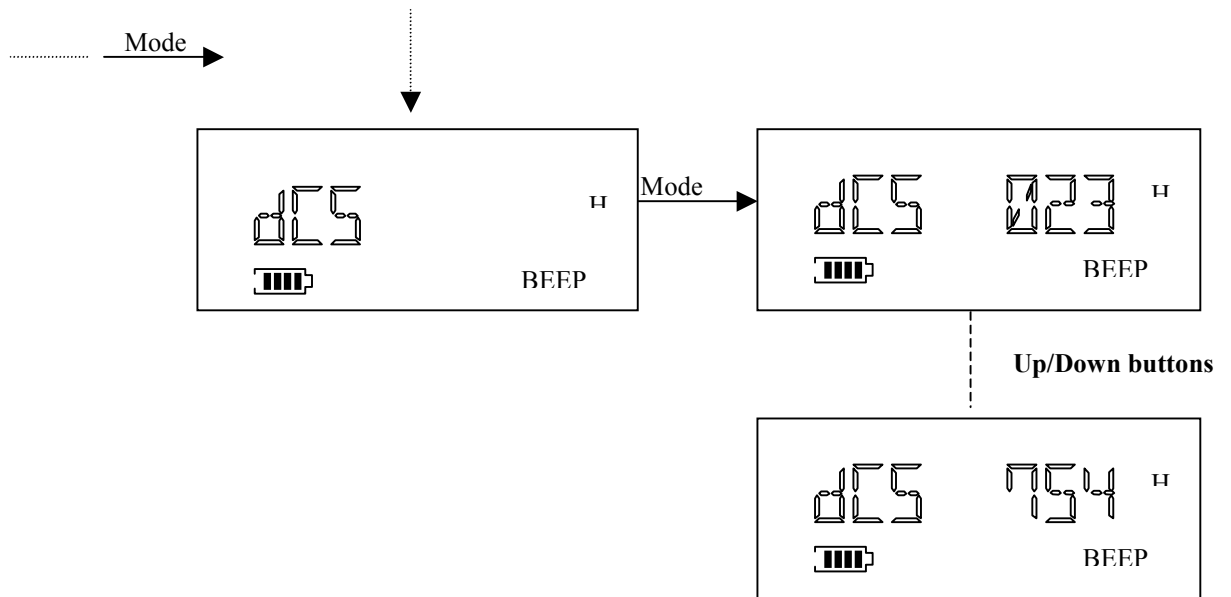 Mode
dCS
H
BEEP
Mode
dCS 023
H
BEEP
Up/Down buttons
dCS 754
H
BEEP